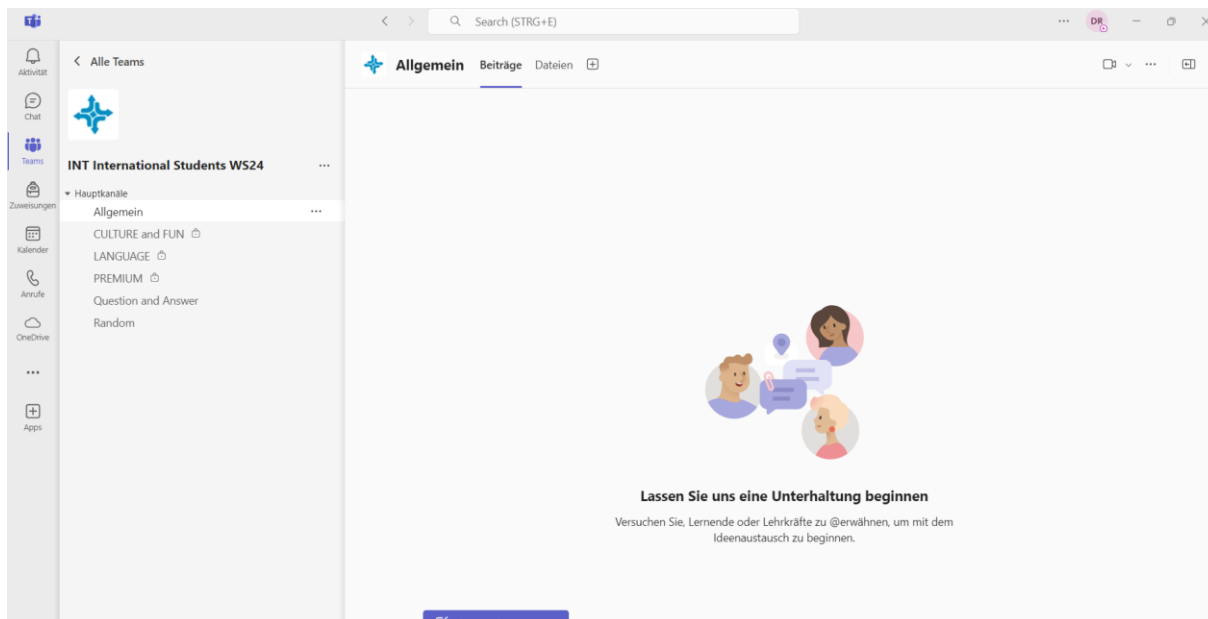 Search (STRG+E)
DR
Aktivität
Chat
Teams
Zuweisungen
Kalender
Anrufe
OneDrive
Apps
Alle Teams
INT International Students WS24
Hauptkanäle
Allgemein
CULTURE and FUN
LANGUAGE
PREMIUM
Question and Answer
Random
Allgemein Beiträge Dateien
Lassen Sie uns eine Unterhaltung beginnen
Versuchen Sie, Lernende oder Lehrkräfte zu @erwähnen, um mit dem
Ideenaustausch zu beginnen.